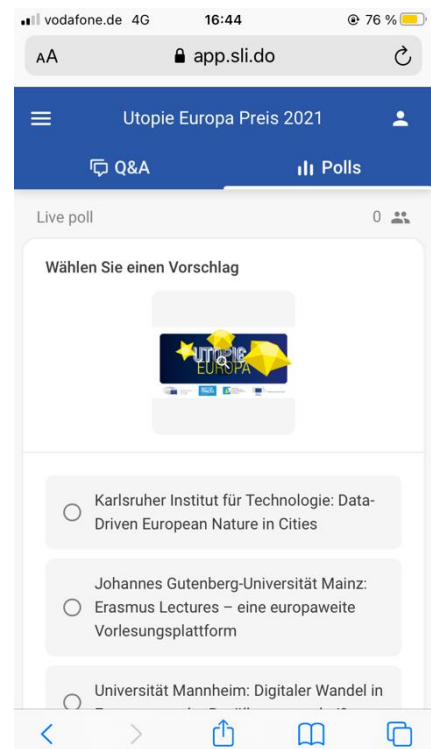 vodafone.de 4G 16:44 76 %
AA app.sli.do
Utopie Europa Preis 2021
Q&A Polls
Live poll 0
Wählen Sie einen Vorschlag
UTOPIE
EUROPA
Karlsruher Institut für Technologie: Data-
Driven European Nature in Cities
Johannes Gutenberg-Universität Mainz:
Erasmus Lectures – eine europaweite
Vorlesungsplattform
Universität Mannheim: Digitaler Wandel in